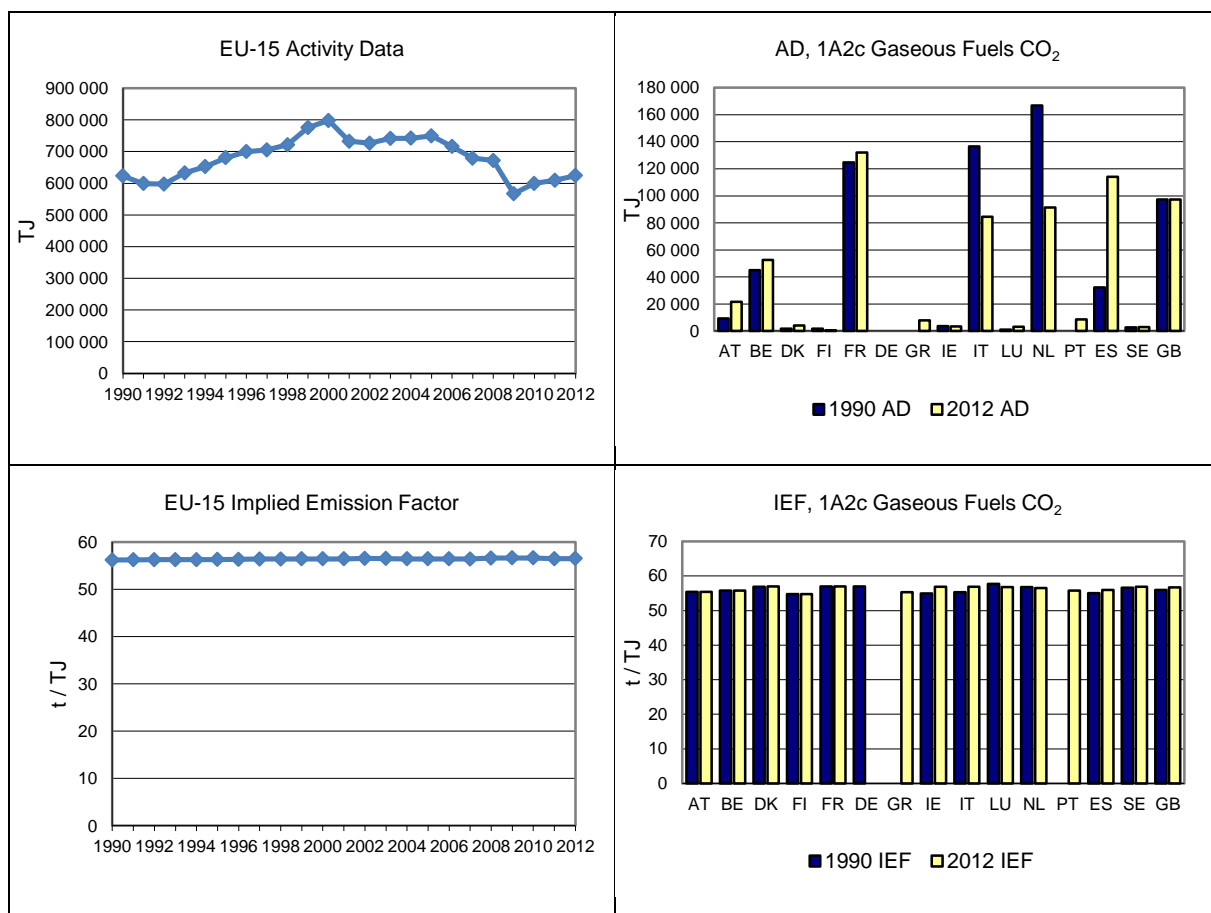 EU-15 Activity Data
900 000
800 000
700 000
600 000
500 000
400 000
300 000
200 000
100 000
0
TJ
1990 1992 1994 1996 1998 2000 2002 2004 2006 2008 2010 2012
AD, 1A2c Gaseous Fuels CO₂
180 000
160 000
140 000
120 000
100 000
80 000
60 000
40 000
20 000
0
TJ
AT BE DK FI FR DE GR IE IT LU NL PT ES SE GB
1990 AD 2012 AD
EU-15 Implied Emission Factor
60
50
40
30
20
10
0
t / TJ
1990 1992 1994 1996 1998 2000 2002 2004 2006 2008 2010 2012
IEF, 1A2c Gaseous Fuels CO₂
70
60
50
40
30
20
10
0
t / TJ
AT BE DK FI FR DE GR IE IT LU NL PT ES SE GB
1990 IEF 2012 IEF